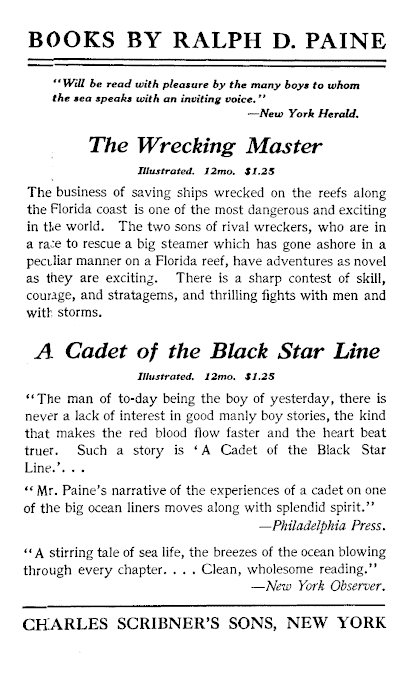 BOOKS BY RALPH D. PAINE
"Will be read with pleasure by the many boys to whom
the sea speaks with an inviting voice."
—New York Herald.
The Wrecking Master
Illustrated. 12mo. $1.25
The business of saving ships wrecked on the reefs along
the Florida coast is one of the most dangerous and exciting
in the world. The two sons of rival wreckers, who are in
a race to rescue a big steamer which has gone ashore in a
peculiar manner on a Florida reef, have adventures as novel
as they are exciting. There is a sharp contest of skill,
courage, and stratagems, and thrilling fights with men and
with storms.
A Cadet of the Black Star Line
Illustrated. 12mo. $1.25
"The man of to-day being the boy of yesterday, there is
never a lack of interest in good manly boy stories, the kind
that makes the red blood flow faster and the heart beat
truer. Such a story is 'A Cadet of the Black Star
Line.'. . .
"Mr. Paine's narrative of the experiences of a cadet on one
of the big ocean liners moves along with splendid spirit."
—Philadelphia Press.
"A stirring tale of sea life, the breezes of the ocean blowing
through every chapter. . . . Clean, wholesome reading."
—New York Observer.
CHARLES SCRIBNER'S SONS, NEW YORK